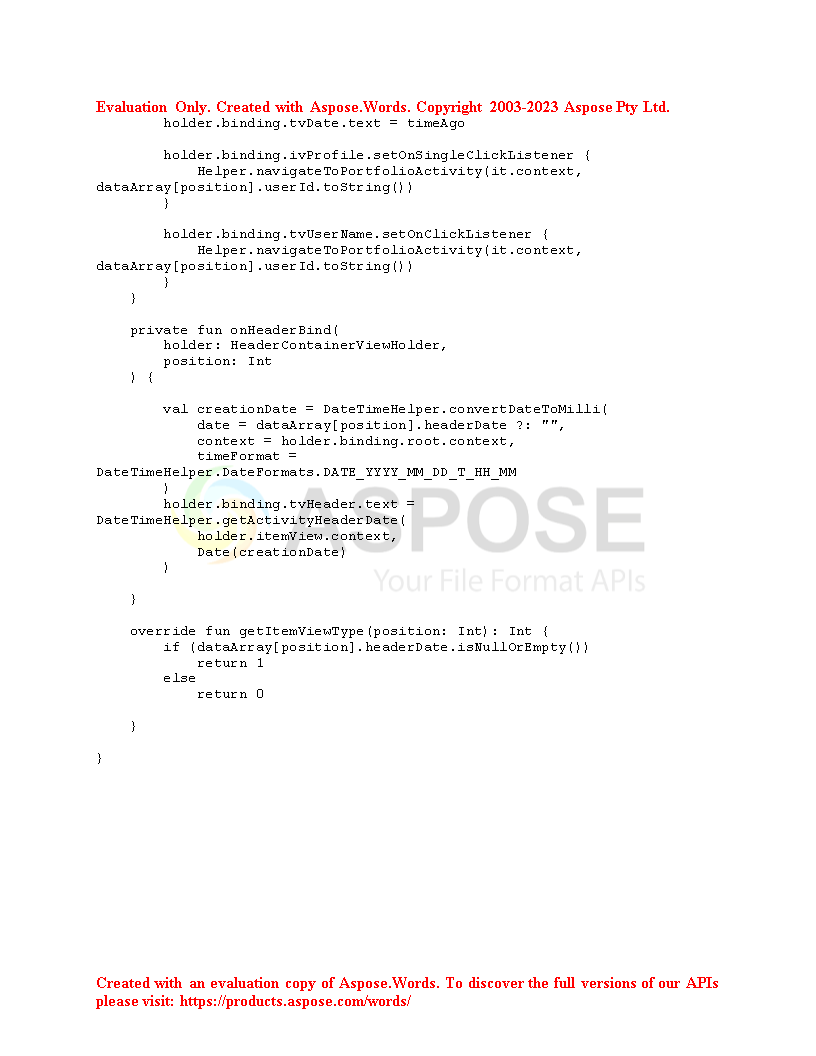 Evaluation Only. Created with Aspose.Words. Copyright 2003-2023 Aspose Pty Ltd.
        holder.binding.tvDate.text = timeAgo

        holder.binding.ivProfile.setOnSingleClickListener {
            Helper.navigateToPortfolioActivity(it.context,
dataArray[position].userId.toString())
        }

        holder.binding.tvUserName.setOnClickListener {
            Helper.navigateToPortfolioActivity(it.context,
dataArray[position].userId.toString())
        }
    }

    private fun onHeaderBind(
        holder: HeaderContainerViewHolder,
        position: Int
    ) {

        val creationDate = DateTimeHelper.convertDateToMilli(
            date = dataArray[position].headerDate ?: "",
            context = holder.binding.root.context,
            timeFormat =
DateTimeHelper.DateFormats.DATE_YYYY_MM_DD_T_HH_MM
        )
        holder.binding.tvHeader.text =
DateTimeHelper.getActivityHeaderDate(
            holder.itemView.context,
            Date(creationDate)
        )

    }

    override fun getItemViewType(position: Int): Int {
        if (dataArray[position].headerDate.isNullOrEmpty())
            return 1
        else
            return 0

    }

}
ASPOSE
Your File Format APIs
Created with an evaluation copy of Aspose.Words. To discover the full versions of our APIs
please visit: https://products.aspose.com/words/